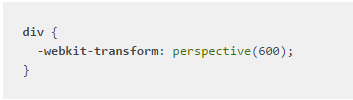 div {
  -webkit-transform: perspective(600);
}